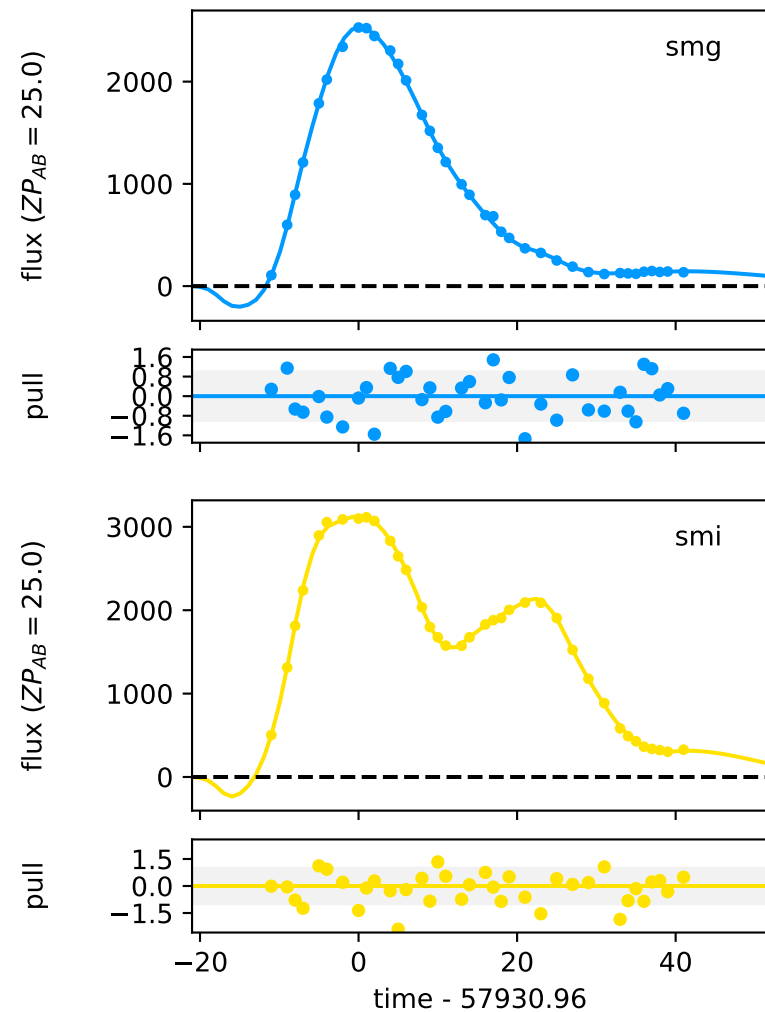 smg
flux (ZP_AB = 25.0)
2000
1000
0
pull
1.6
0.8
0.0
−0.8
−1.6
smi
flux (ZP_AB = 25.0)
3000
2000
1000
0
pull
1.5
0.0
−1.5
−20 0 20 40
time - 57930.96